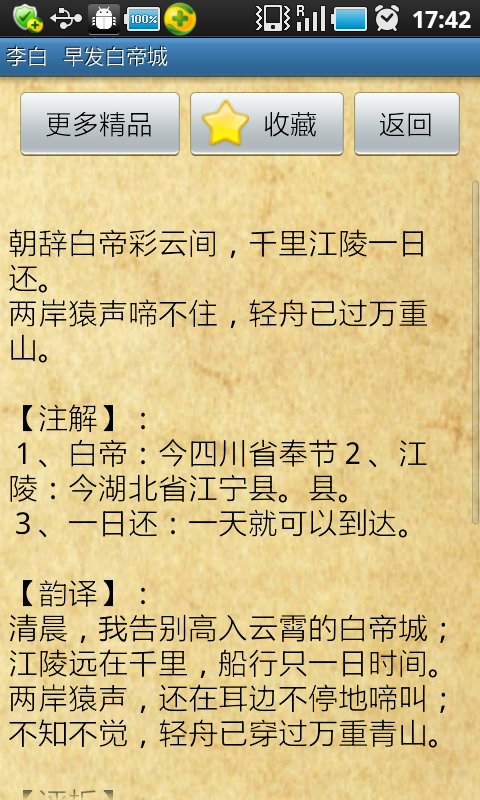 100%
R
17:42
李白 早发白帝城
更多精品
收藏
返回
朝辞白帝彩云间，千里江陵一日
还。
两岸猿声啼不住，轻舟已过万重
山。
【注解】：
１、白帝：今四川省奉节２、江
陵：今湖北省江宁县。县。
３、一日还：一天就可以到达。
【韵译】：
清晨，我告别高入云霄的白帝城；
江陵远在千里，船行只一日时间。
两岸猿声，还在耳边不停地啼叫；
不知不觉，轻舟已穿过万重青山。